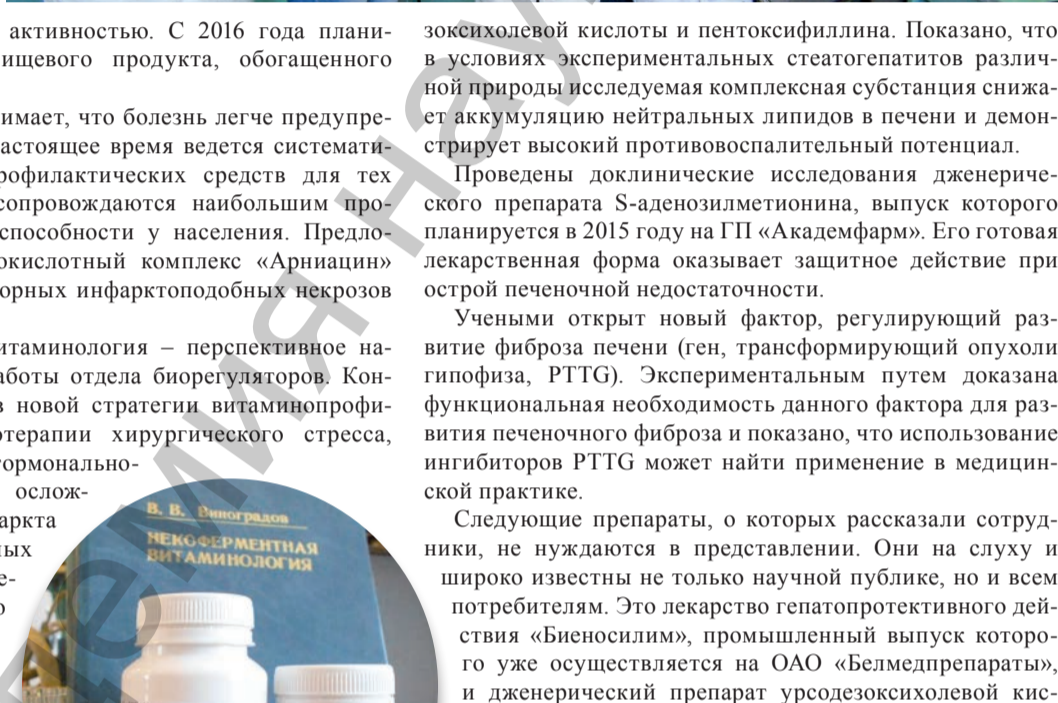 активностью. С 2016 года плани-
ищевого продукта, обогащенного
имает, что болезнь легче предупре-
астоящее время ведется системати-
рофилактических средств для тех
сопровождаются наибольшим про-
способности у населения. Предло-
окислотный комплекс «Арниацин»
орных инфарктоподобных некрозов
итаминология – перспективное на-
аботы отдела биорегуляторов. Кон-
в новой стратегии витаминопрофи-
отерапии хирургического стресса,
гормонально-
ослож-
аркта
ных
е-
о
В. В. Виноградов
НЕКОФЕРМЕНТНАЯ
ВИТАМИНОЛОГИЯ
зоксихолевой кислоты и пентоксифиллина. Показано, что
в условиях экспериментальных стеатогепатитов различ-
ной природы исследуемая комплексная субстанция снижа-
ет аккумуляцию нейтральных липидов в печени и демон-
стрирует высокий противовоспалительный потенциал.
Проведены доклинические исследования дженериче-
ского препарата S-аденозилметионина, выпуск которого
планируется в 2015 году на ГП «Академфарм». Его готовая
лекарственная форма оказывает защитное действие при
острой печеночной недостаточности.
Учеными открыт новый фактор, регулирующий раз-
витие фиброза печени (ген, трансформирующий опухоли
гипофиза, PTTG). Экспериментальным путем доказана
функциональная необходимость данного фактора для раз-
вития печеночного фиброза и показано, что использование
ингибиторов PTTG может найти применение в медицин-
ской практике.
Следующие препараты, о которых рассказали сотруд-
ники, не нуждаются в представлении. Они на слуху и
широко известны не только научной публике, но и всем
потребителям. Это лекарство гепатопротективного дей-
ствия «Биеносилим», промышленный выпуск которо-
го уже осуществляется на ОАО «Белмедпрепараты»,
и дженерический препарат урсодезоксихолевой кис-